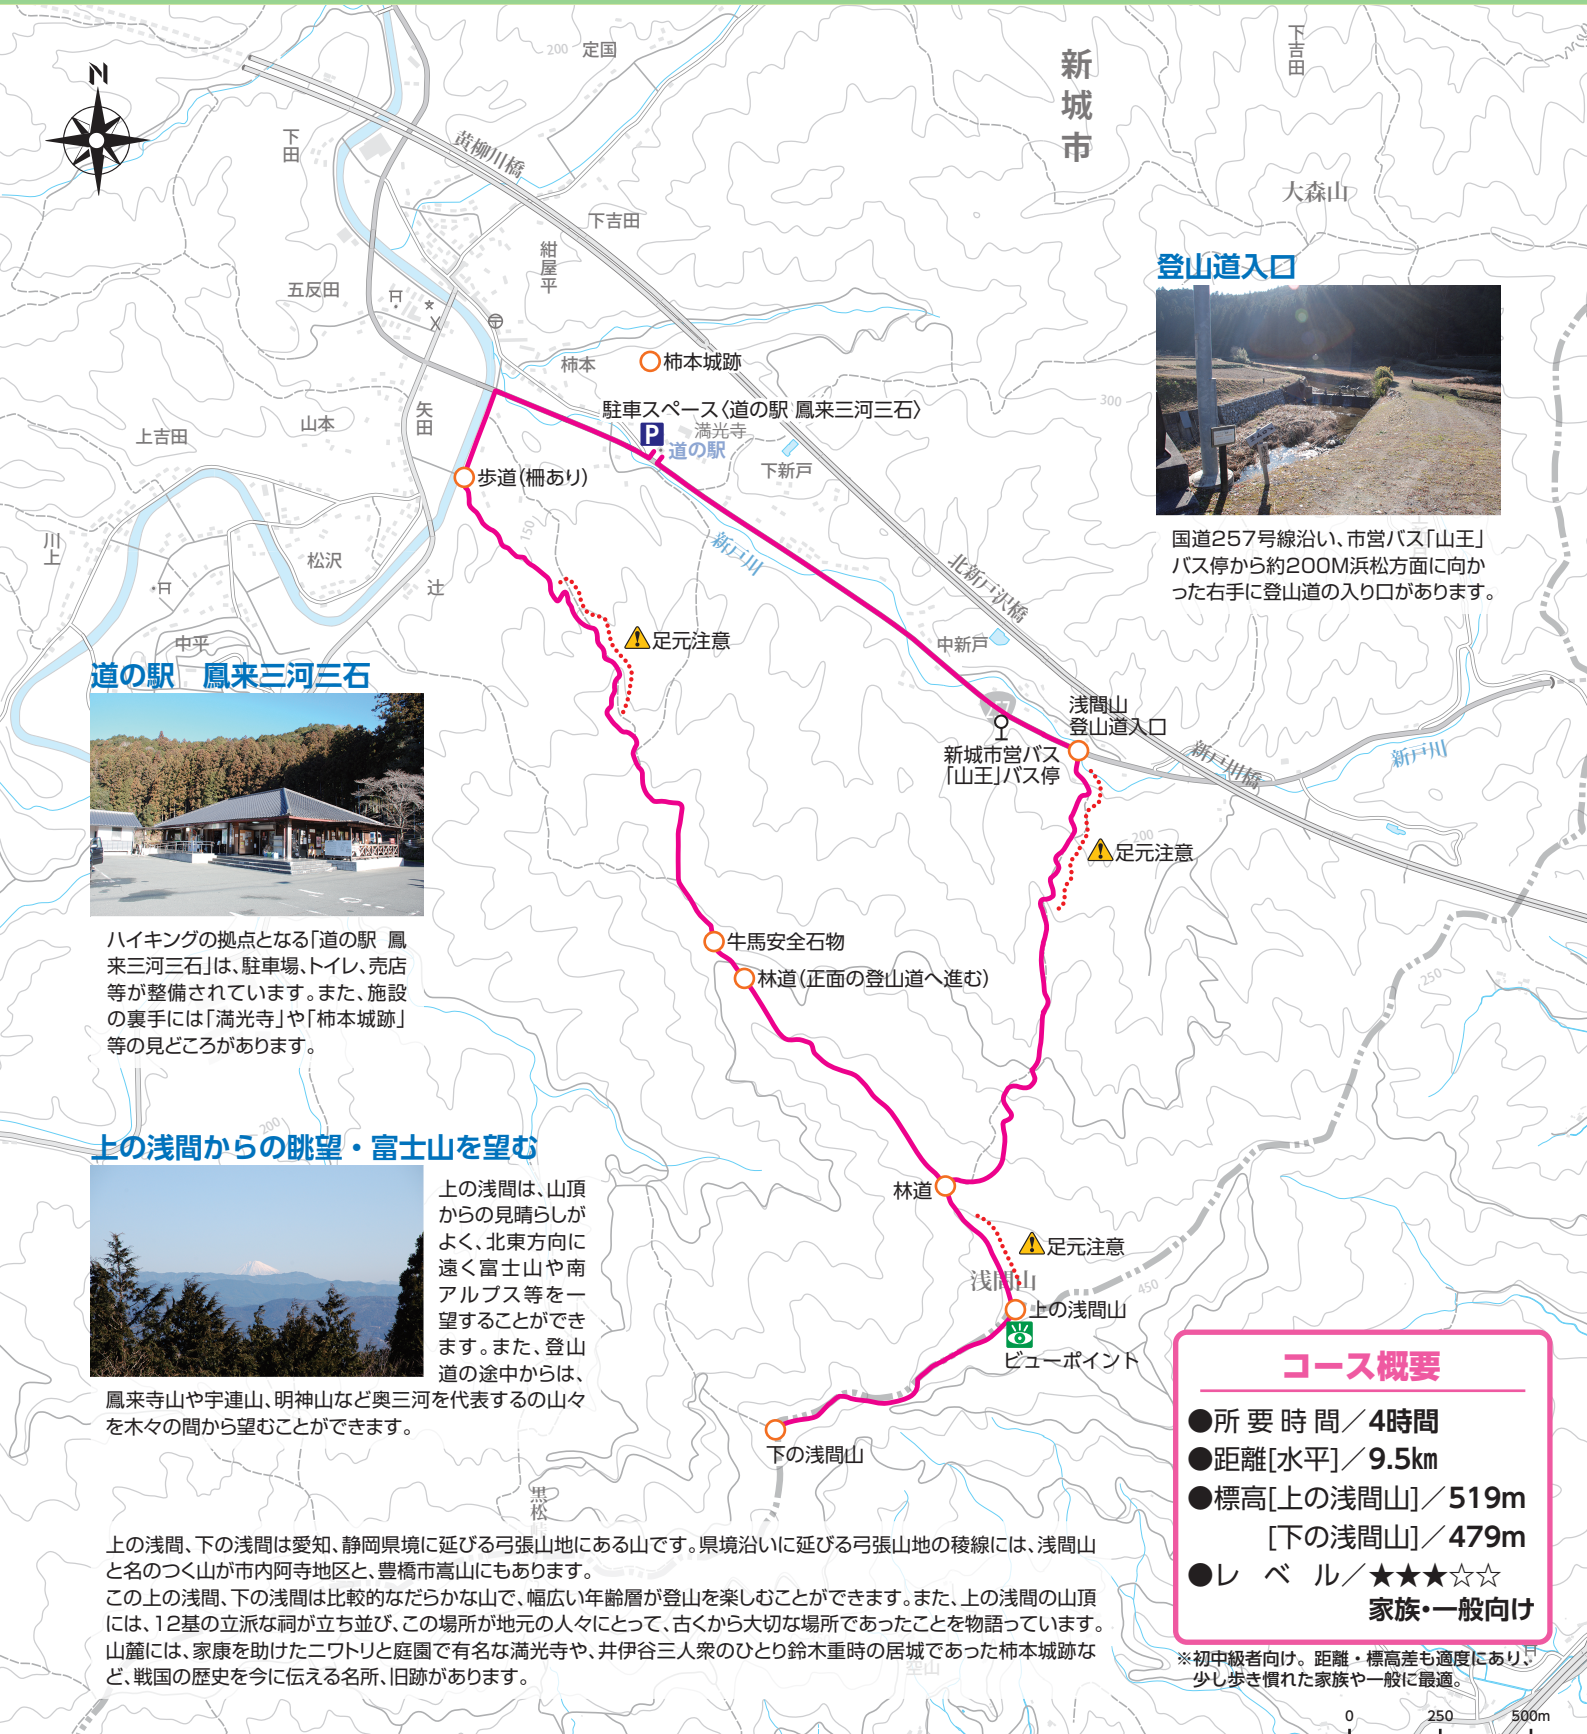 N
新城市
定国
200
下吉田
下田
黄柳川橋
大森山
下吉田
紺屋平
五反田
登山道入口
柿本
柿本城跡
駐車スペース〈道の駅 鳳来三河三石〉
P
満光寺
道の駅
下新戸
300
矢田
山本
上吉田
歩道(柵あり)
150
新戸川
川上
松沢
辻
北新戸沢橋
国道257号線沿い、市営バス「山王」
バス停から約200M浜松方面に向か
った右手に登山道の入り口があります。
中平
足元注意
中新戸
道の駅 鳳来三河三石
浅間山
登山道入口
新城市営バス
「山王」バス停
新戸川橋
新戸川
200
足元注意
ハイキングの拠点となる「道の駅 鳳
来三河三石」は、駐車場、トイレ、売店
等が整備されています。また、施設
の裏手には「満光寺」や「柿本城跡」
等の見どころがあります。
牛馬安全石物
林道(正面の登山道へ進む)
250
200
上の浅間からの眺望・富士山を望む
上の浅間は、山頂
からの見晴らしが
よく、北東方向に
遠く富士山や南
アルプス等を一
望することができ
ます。また、登山
道の途中からは、
鳳来寺山や宇連山、明神山など奥三河を代表するの山々
を木々の間から望むことができます。
林道
足元注意
浅間山
450
上の浅間山
ビューポイント
下の浅間山
コース概要
●所要時間／4時間
●距離[水平]／9.5km
●標高[上の浅間山]／519m
[下の浅間山]／479m
●レベル／★★★☆☆
家族・一般向け
※初中級者向け。距離・標高差も適度にあり、
少し歩き慣れた家族や一般に最適。
黒松
上の浅間、下の浅間は愛知、静岡県境に延びる弓張山地にある山です。県境沿いに延びる弓張山地の稜線には、浅間山
と名のつく山が市内阿寺地区と、豊橋市嵩山にもあります。
この上の浅間、下の浅間は比較的なだらかな山で、幅広い年齢層が登山を楽しむことができます。また、上の浅間の山頂
には、12基の立派な祠が立ち並び、この場所が地元の人々にとって、古くから大切な場所であったことを物語っています。
山麓には、家康を助けたニワトリと庭園で有名な満光寺や、井伊谷三人衆のひとり鈴木重時の居城であった柿本城跡な
ど、戦国の歴史を今に伝える名所、旧跡があります。
0 250 500m